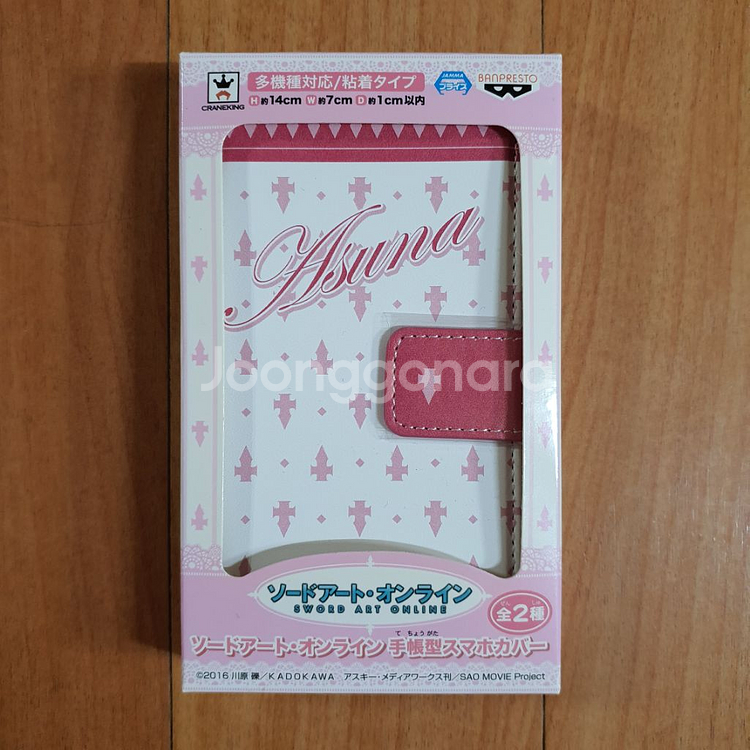 CRANEKING
多機種対応/粘着タイプ
H 約14cm W 約7cm D 約1cm以内
JAMMA
プライズ
BANPRESTO
Asuna
Joonggonara
ソードアート・オンライン
SWORD ART ONLINE
ぜん しゅ
全2種
て ちょう がた
ソードアート・オンライン 手帳型スマホカバー
©2016 川原 礫/KADOKAWA アスキー・メディアワークス刊/SAO MOVIE Project